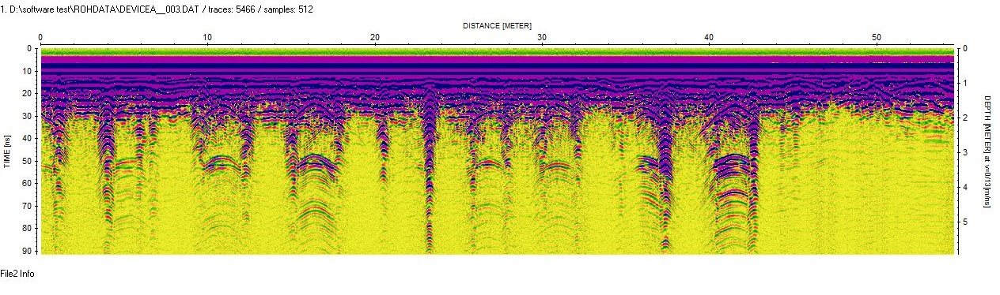 1. D:\software test\ROHDATA\DEVICEA__003.DAT / traces: 5466 / samples: 512
DISTANCE [METER]
0 10 20 30 40 50
0
10
20
30
40
50
60
70
80
90
TIME [ns]
0
1
2
3
4
5
DEPTH [METER] at v=0/13[m/ns]
File2 Info